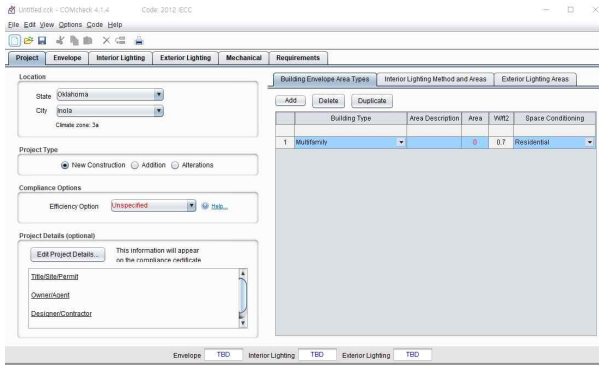 Untitled.cck - COMcheck 4.1.4 Code: 2012 IECC
File Edit View Options Code Help
Project Envelope Interior Lighting Exterior Lighting Mechanical Requirements
Location
State Oklahoma
City Inola
Climate zone: 3a
Project Type
New Construction Addition Alterations
Compliance Options
Efficiency Option Unspecified Help...
Project Details (optional)
Edit Project Details... This information will appear
on the compliance certificate
Title/Site/Permit
Owner/Agent
Designer/Contractor
Building Envelope Area Types Interior Lighting Method and Areas Exterior Lighting Areas
Add Delete Duplicate
Building Type Area Description Area W/ft2 Space Conditioning
1 Multifamily 0 0.7 Residential
Envelope TBD Interior Lighting TBD Exterior Lighting TBD